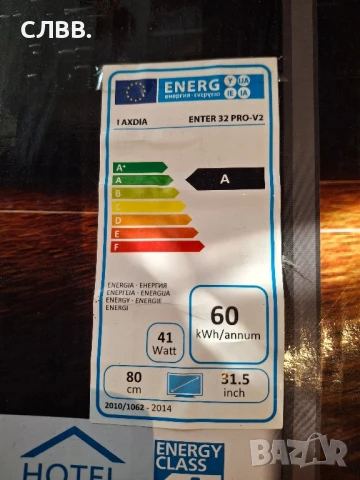 СЛВВ.
ENERG
енергия · ενεργεια
Y UA
IE IA
AXDIA ENTER 32 PRO-V2
A+
A
B
C
D
E
F
A
ENERGIA · ЕНЕРГИЯ
ΕΝΕΡΓΕΙΑ · ENERGIJA
ENERGY · ENERGIE
ENERGI
41
Watt
60
kWh/annum
80
cm
31.5
inch
2010/1062 - 2014
HOTEL
ENERGY
CLASS
BAZAR